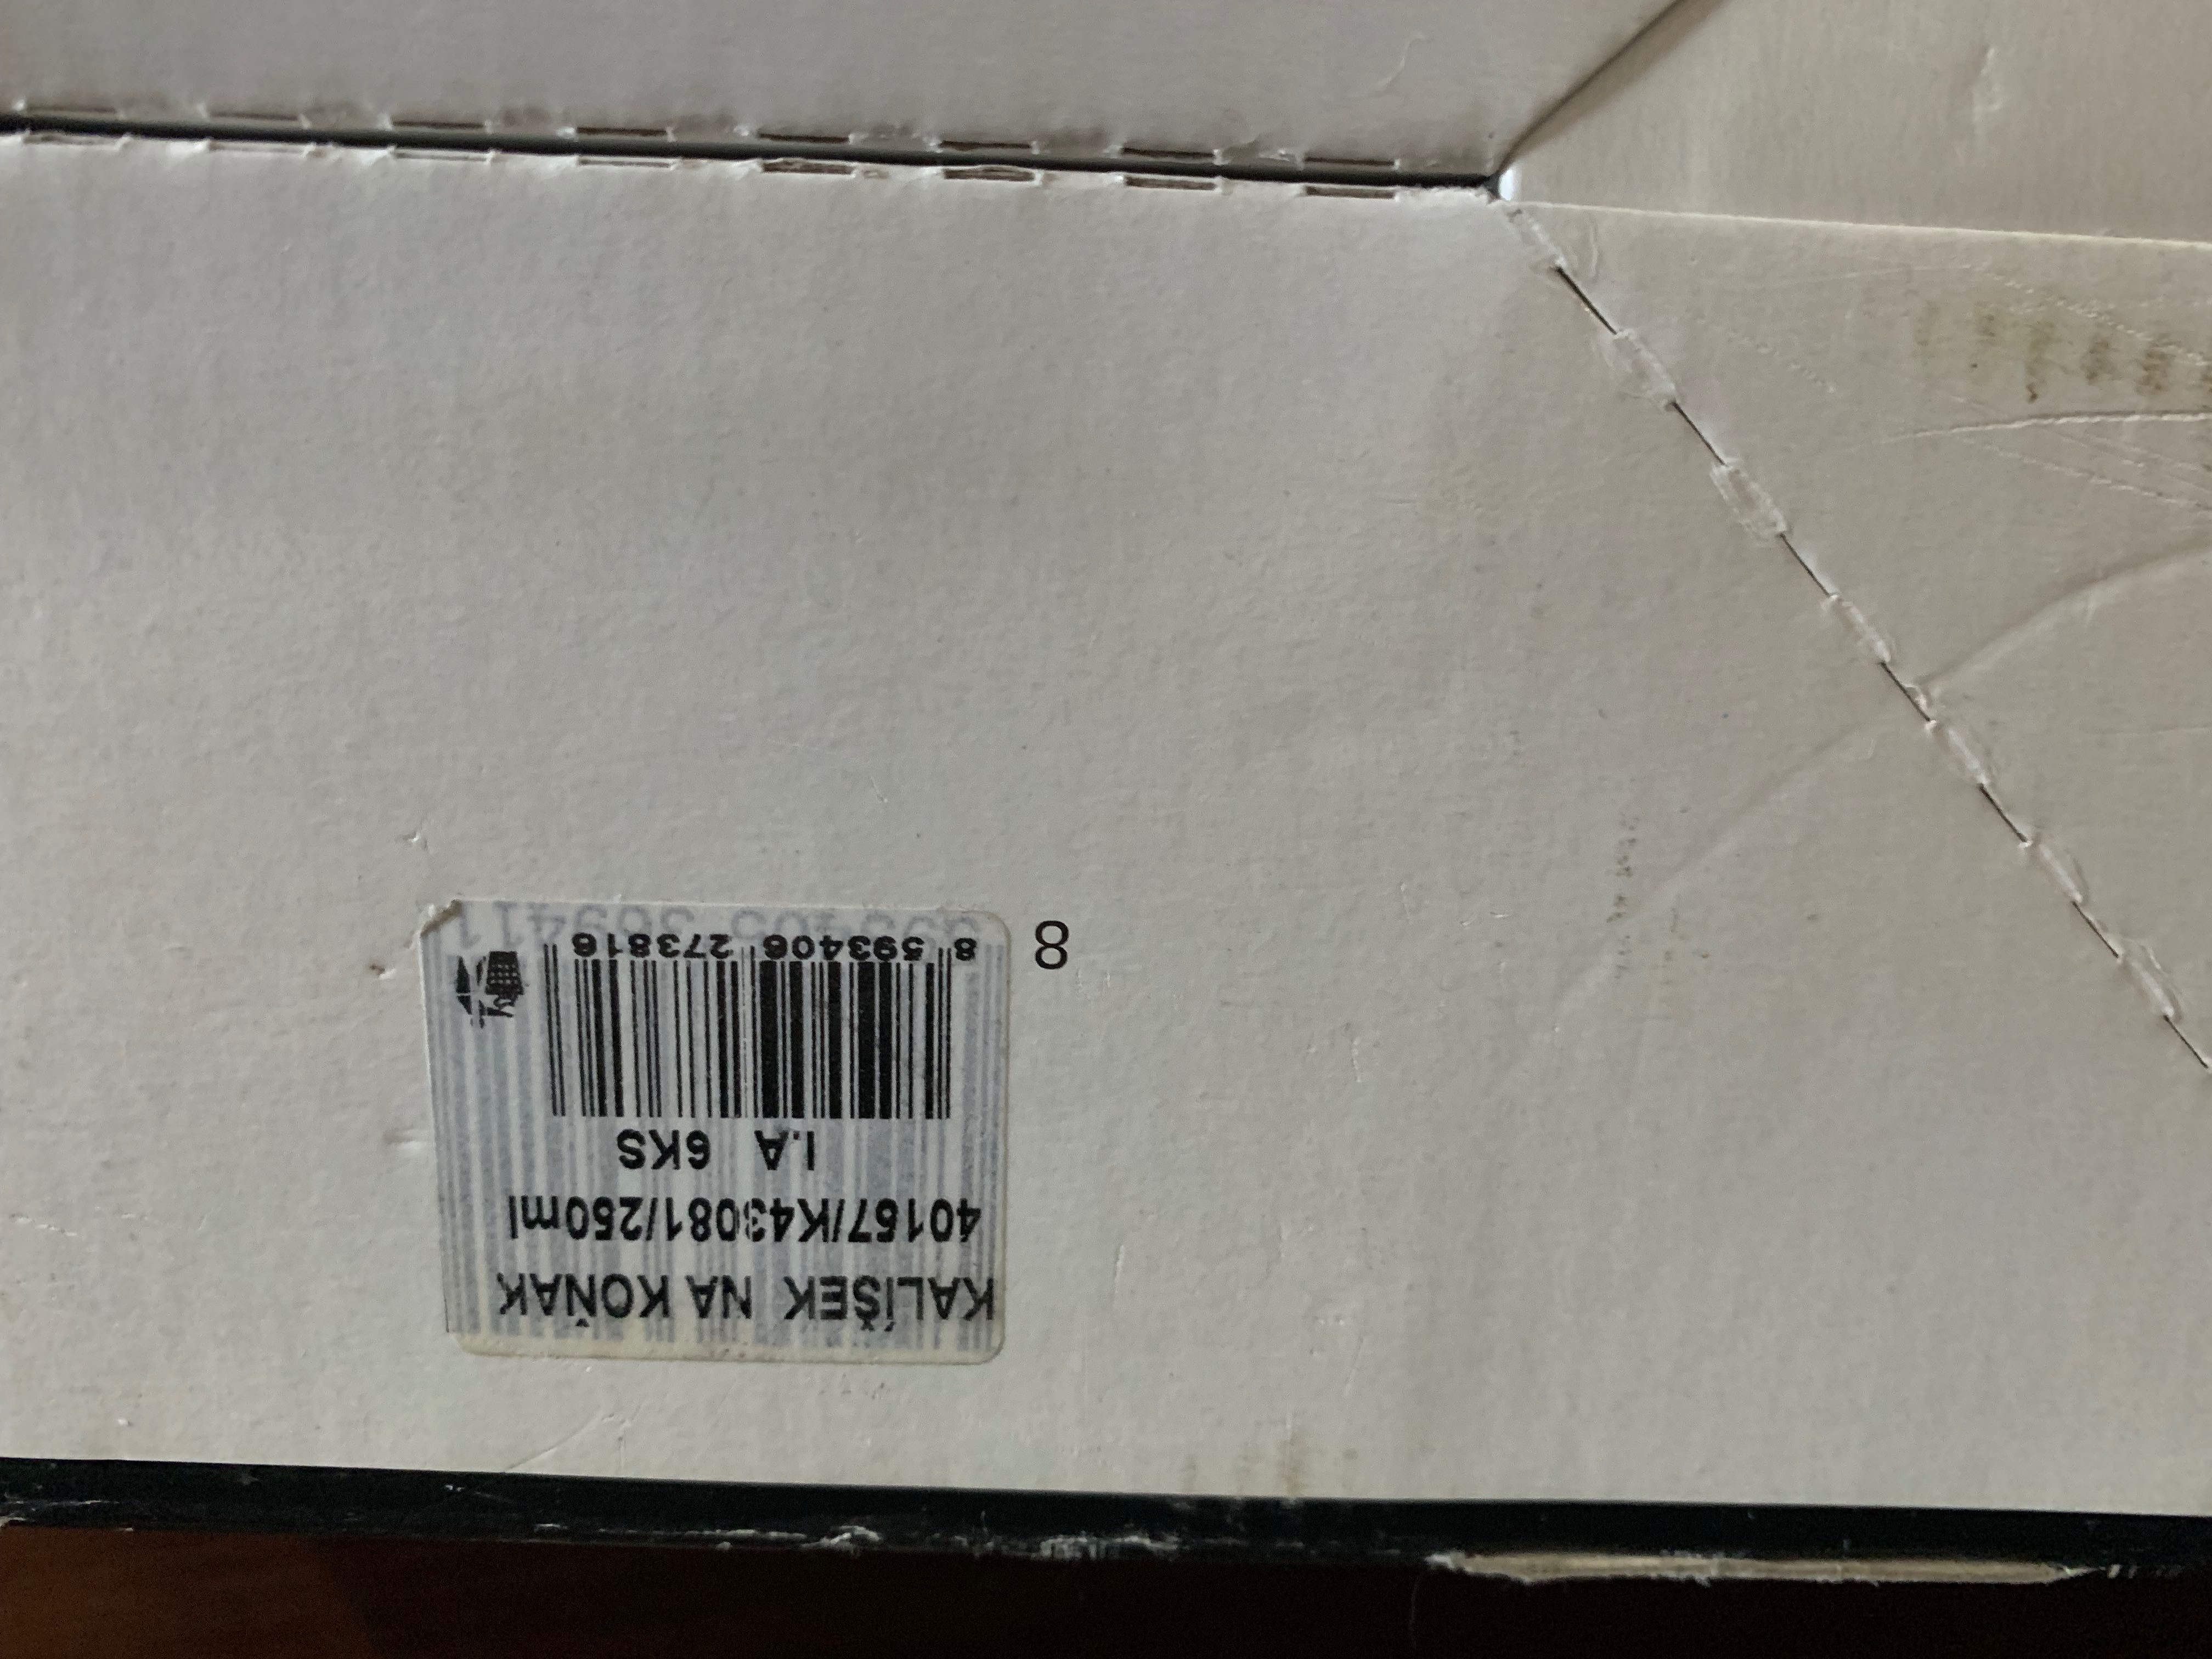 KALÍŠEK NA KOŇAK
40157/K43081/250ml
I.A 6KS
8 593406 273816
8